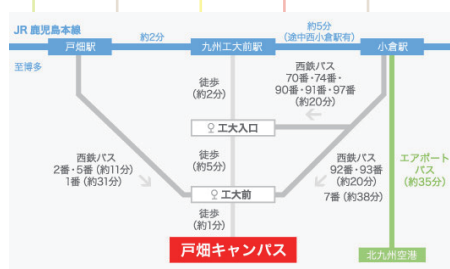 JR 鹿児島本線
戸畑駅
約2分
九州工大前駅
約5分
(途中西小倉駅有)
小倉駅
至博多
徒歩
(約2分)
西鉄バス
70番・74番・
90番・91番・97番
(約20分)
工大入口
西鉄バス
2番・5番 (約11分)
1番 (約31分)
徒歩
(約5分)
西鉄バス
92番・93番
(約20分)
7番 (約38分)
エアポート
バス
(約35分)
工大前
徒歩
(約1分)
戸畑キャンパス
北九州空港